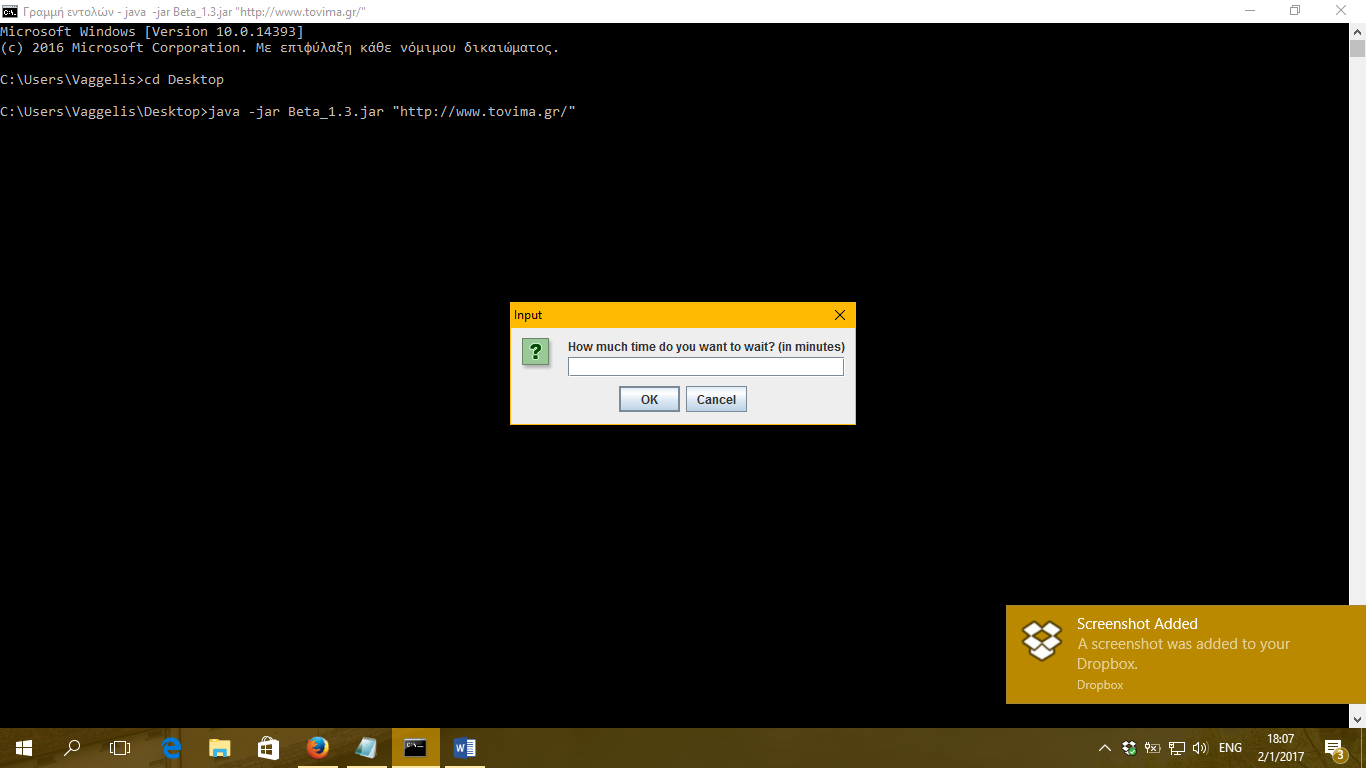 Γραμμή εντολών - java  -jar Beta_1.3.jar "http://www.tovima.gr/"
Microsoft Windows [Version 10.0.14393]
(c) 2016 Microsoft Corporation. Με επιφύλαξη κάθε νόμιμου δικαιώματος.
C:\Users\Vaggelis>cd Desktop
C:\Users\Vaggelis\Desktop>java -jar Beta_1.3.jar "http://www.tovima.gr/"
Input
?
How much time do you want to wait? (in minutes)
OK Cancel
Screenshot Added
A screenshot was added to your
Dropbox.
Dropbox
ENG
18:07
2/1/2017
3